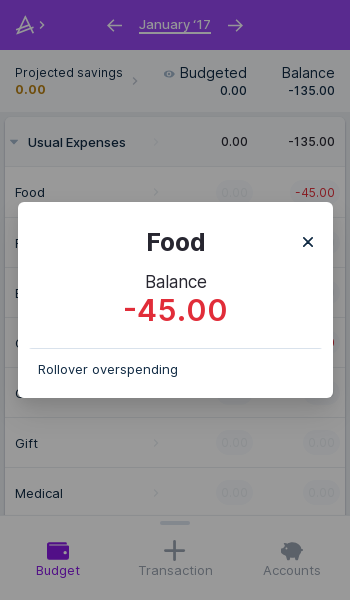 January '17
Projected savings
0.00
Budgeted
0.00
Balance
-135.00
Usual Expenses 0.00 -135.00
Food 0.00 -45.00
Food
Balance
-45.00
Rollover overspending
Gift 0.00 0.00
Medical 0.00 0.00
Budget
Transaction
Accounts